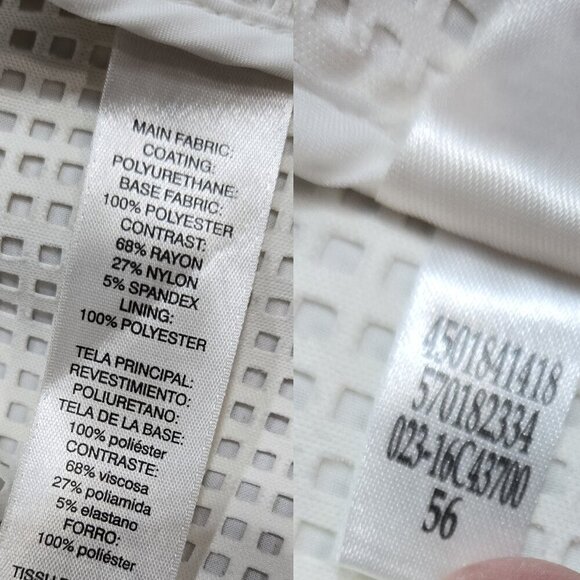 MAIN FABRIC:
COATING:
POLYURETHANE:
BASE FABRIC:
100% POLYESTER
CONTRAST:
68% RAYON
27% NYLON
5% SPANDEX
LINING:
100% POLYESTER
TELA PRINCIPAL:
REVESTIMIENTO:
POLIURETANO:
TELA DE LA BASE:
100% poliéster
CONTRASTE:
68% viscosa
27% poliamida
5% elastano
FORRO:
100% poliéster
4501841418
570182334
023-16C43700
56